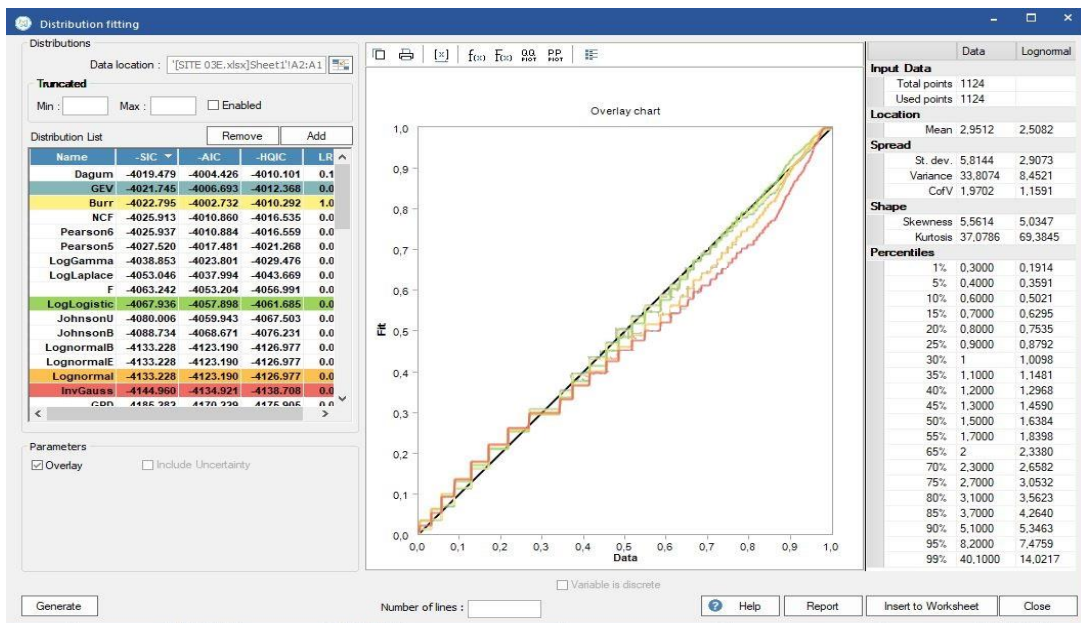 Distribution fitting
Distributions
Data location : '[SITE 03E.xlsx]Sheet1'!A2:A1
Truncated
Min : Max : Enabled
Distribution List Remove Add
Name -SIC -AIC -HQIC LR
Dagum -4019.479 -4004.426 -4010.101 0.1
GEV -4021.745 -4006.693 -4012.368 0.0
Burr -4022.795 -4002.732 -4010.292 1.0
NCF -4025.913 -4010.860 -4016.535 0.0
Pearson6 -4025.937 -4010.884 -4016.559 0.0
Pearson5 -4027.520 -4017.481 -4021.268 0.0
LogGamma -4038.853 -4023.801 -4029.476 0.0
LogLaplace -4053.046 -4037.994 -4043.669 0.0
F -4063.242 -4053.204 -4056.991 0.0
LogLogistic -4067.936 -4057.898 -4061.685 0.0
JohnsonU -4080.006 -4059.943 -4067.503 0.0
JohnsonB -4088.734 -4068.671 -4076.231 0.0
LognormalB -4133.228 -4123.190 -4126.977 0.0
LognormalE -4133.228 -4123.190 -4126.977 0.0
Lognormal -4133.228 -4123.190 -4126.977 0.0
InvGauss -4144.960 -4134.921 -4138.708 0.0
GPD -4185.282 -4170.229 -4175.905 0.0
Parameters
Overlay Include Uncertainty
Generate
[x] f(x) F(x) QQ PLOT PP PLOT
Overlay chart
1,0
0,9
0,8
0,7
0,6
0,5
0,4
0,3
0,2
0,1
0,0
Fit
0,0 0,1 0,2 0,3 0,4 0,5 0,6 0,7 0,8 0,9 1,0
Data
Variable is discrete
Number of lines :
? Help Report Insert to Worksheet Close
Data Lognormal
Input Data
Total points 1124
Used points 1124
Location
Mean 2,9512 2,5082
Spread
St. dev. 5,8144 2,9073
Variance 33,8074 8,4521
CofV 1,9702 1,1591
Shape
Skewness 5,5614 5,0347
Kurtosis 37,0786 69,3845
Percentiles
1% 0,3000 0,1914
5% 0,4000 0,3591
10% 0,6000 0,5021
15% 0,7000 0,6295
20% 0,8000 0,7535
25% 0,9000 0,8792
30% 1 1,0098
35% 1,1000 1,1481
40% 1,2000 1,2968
45% 1,3000 1,4590
50% 1,5000 1,6384
55% 1,7000 1,8398
65% 2 2,3380
70% 2,3000 2,6582
75% 2,7000 3,0532
80% 3,1000 3,5623
85% 3,7000 4,2640
90% 5,1000 5,3463
95% 8,2000 7,4759
99% 40,1000 14,0217